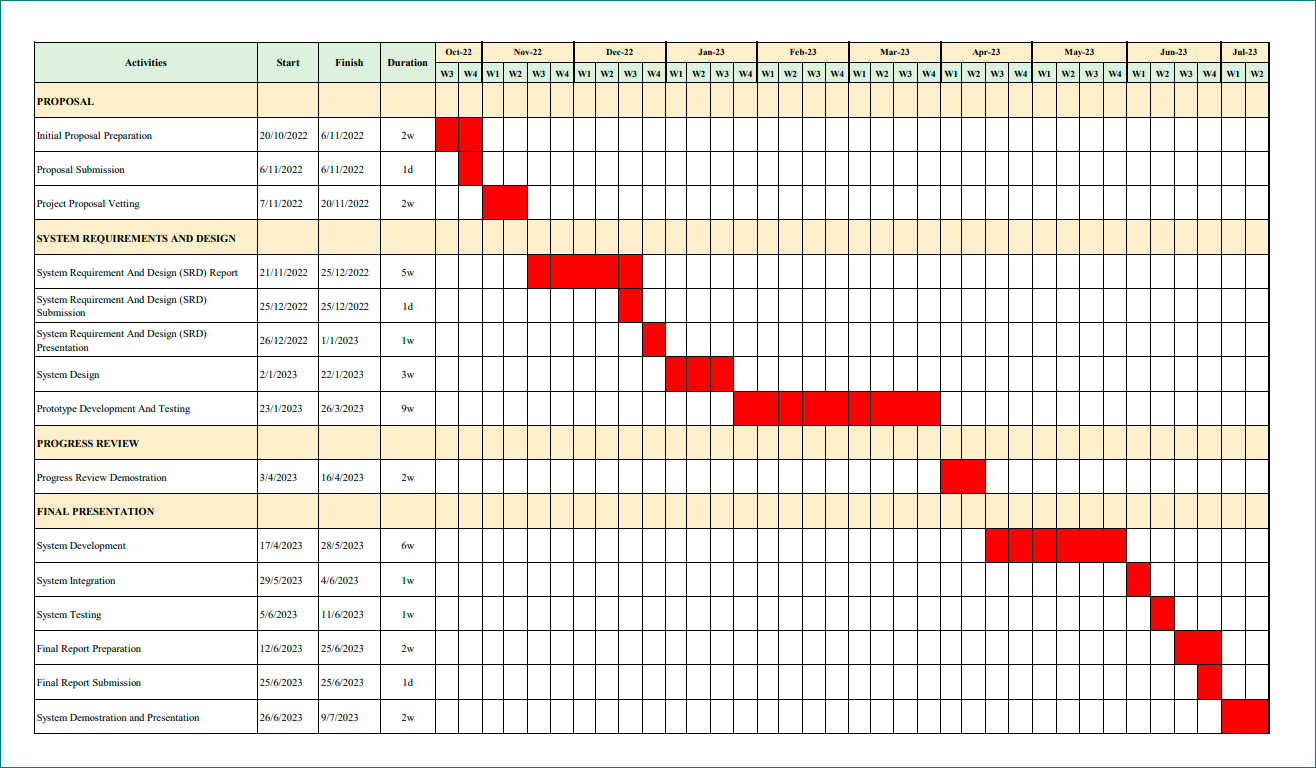 Activities Start Finish Duration Oct-22 Nov-22 Dec-22 Jan-23 Feb-23 Mar-23 Apr-23 May-23 Jun-23 Jul-23
W3 W4 W1 W2 W3 W4 W1 W2 W3 W4 W1 W2 W3 W4 W1 W2 W3 W4 W1 W2 W3 W4 W1 W2 W3 W4 W1 W2 W3 W4 W1 W2 W3 W4 W1 W2
PROPOSAL
Initial Proposal Preparation 20/10/2022 6/11/2022 2w
Proposal Submission 6/11/2022 6/11/2022 1d
Project Proposal Vetting 7/11/2022 20/11/2022 2w
SYSTEM REQUIREMENTS AND DESIGN
System Requirement And Design (SRD) Report 21/11/2022 25/12/2022 5w
System Requirement And Design (SRD)
Submission 25/12/2022 25/12/2022 1d
System Requirement And Design (SRD)
Presentation 26/12/2022 1/1/2023 1w
System Design 2/1/2023 22/1/2023 3w
Prototype Development And Testing 23/1/2023 26/3/2023 9w
PROGRESS REVIEW
Progress Review Demostration 3/4/2023 16/4/2023 2w
FINAL PRESENTATION
System Development 17/4/2023 28/5/2023 6w
System Integration 29/5/2023 4/6/2023 1w
System Testing 5/6/2023 11/6/2023 1w
Final Report Preparation 12/6/2023 25/6/2023 2w
Final Report Submission 25/6/2023 25/6/2023 1d
System Demostration and Presentation 26/6/2023 9/7/2023 2w